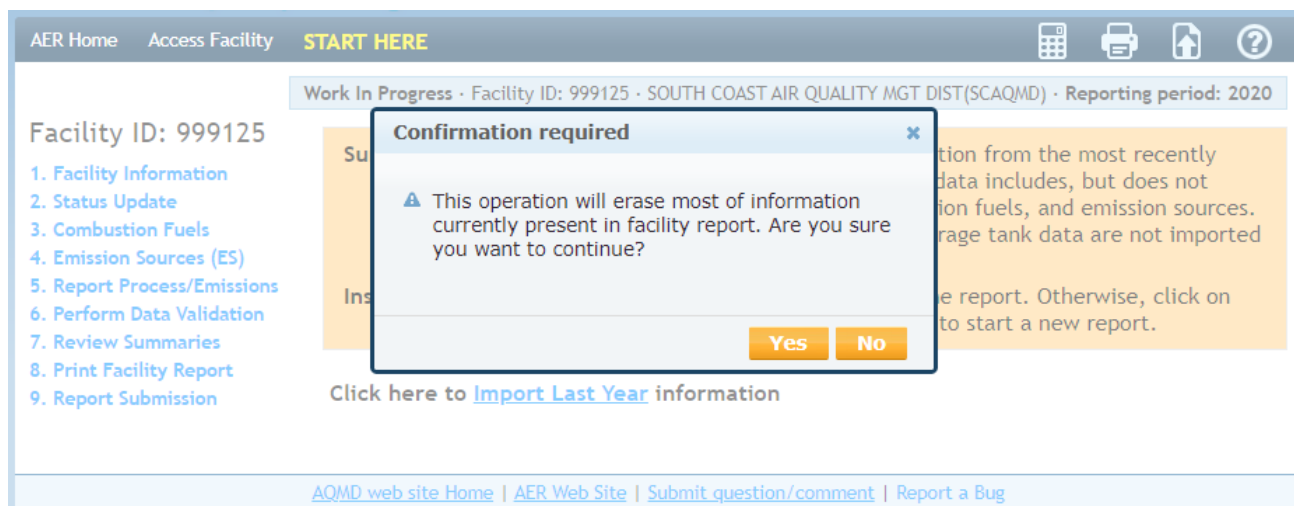 AER Home Access Facility START HERE
Work In Progress · Facility ID: 999125 · SOUTH COAST AIR QUALITY MGT DIST(SCAQMD) · Reporting period: 2020
Facility ID: 999125
1. Facility Information
2. Status Update
3. Combustion Fuels
4. Emission Sources (ES)
5. Report Process/Emissions
6. Perform Data Validation
7. Review Summaries
8. Print Facility Report
9. Report Submission
Confirmation required
This operation will erase most of information
currently present in facility report. Are you sure
you want to continue?
Yes No
Su
tion from the most recently
data includes, but does not
ion fuels, and emission sources.
rage tank data are not imported
Ins
e report. Otherwise, click on
to start a new report.
Click here to Import Last Year information
AQMD web site Home | AER Web Site | Submit question/comment | Report a Bug